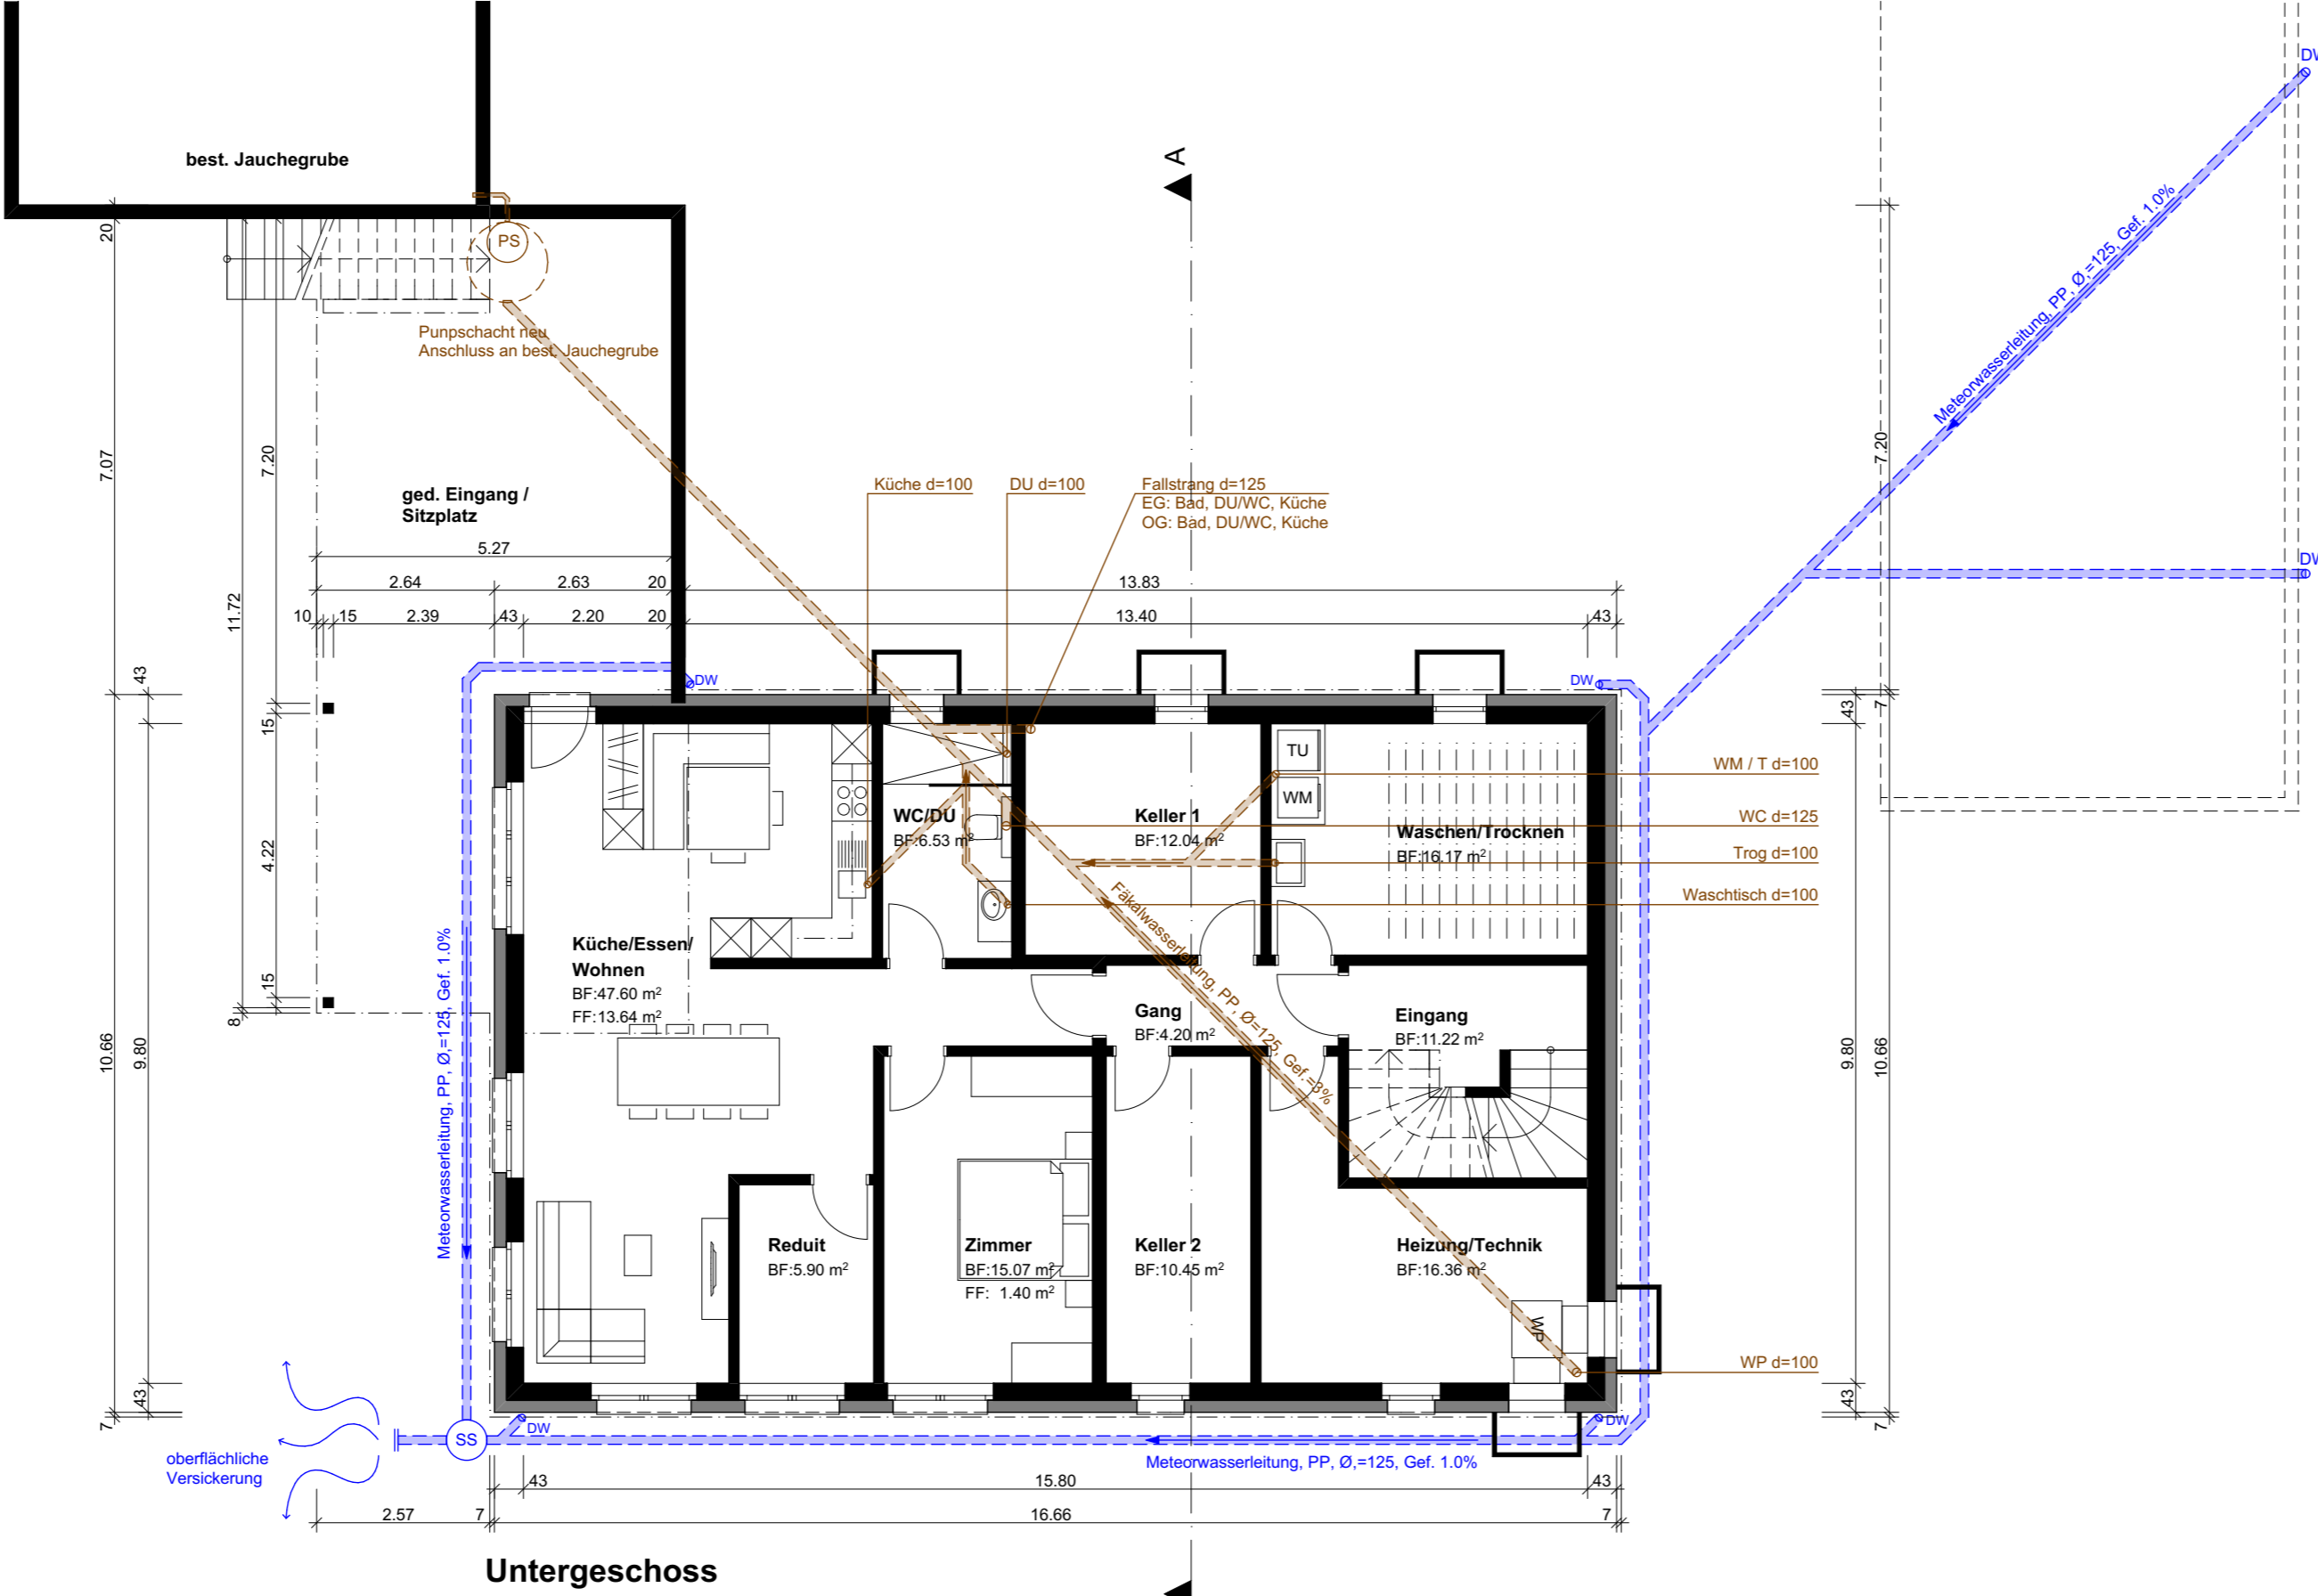 DW
best. Jauchegrube
A
PS
20
Meteorwasserleitung, PP, Ø,=125, Gef. 1.0%
Punpschacht neu
Anschluss an best. Jauchegrube
7.07
7.20
7.20
ged. Eingang /
Sitzplatz
Küche d=100
DU d=100
Fallstrang d=125
EG: Bad, DU/WC, Küche
OG: Bad, DU/WC, Küche
5.27
DW
2.64
2.63
20
13.83
11.72
10
15
2.39
43
2.20
20
13.40
43
43
DW
DW
15
43
7
TU
WM / T d=100
WM
WC/DU
BF:6.53 m²
Keller 1
BF:12.04 m²
WC d=125
Waschen/Trocknen
BF:16.17 m²
4.22
Trog d=100
Fäkalwasserleitung, PP, Ø=125, Gef.=3%
Waschtisch d=100
Küche/Essen/
Wohnen
BF:47.60 m²
FF:13.64 m²
15
8
Gang
BF:4.20 m²
Eingang
BF:11.22 m²
10.66
9.80
9.80
10.66
Meteorwasserleitung, PP, Ø,=125, Gef. 1.0%
Reduit
BF:5.90 m²
Zimmer
BF:15.07 m²
FF: 1.40 m²
Keller 2
BF:10.45 m²
Heizung/Technik
BF:16.36 m²
WP
WP d=100
43
7
43
7
DW
DW
SS
oberflächliche
Versickerung
Meteorwasserleitung, PP, Ø,=125, Gef. 1.0%
43
15.80
43
2.57
7
16.66
7
Untergeschoss